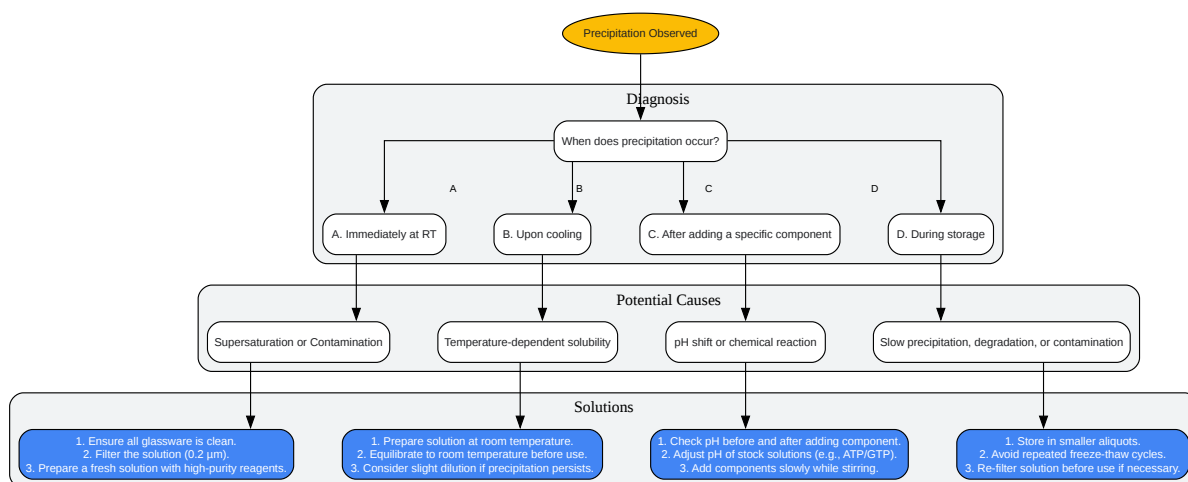 Precipitation Observed
Diagnosis
When does precipitation occur?
A
B
C
D
A. Immediately at RT
B. Upon cooling
C. After adding a specific component
D. During storage
Potential Causes
Supersaturation or Contamination
Temperature-dependent solubility
pH shift or chemical reaction
Slow precipitation, degradation, or contamination
Solutions
1. Ensure all glassware is clean.
2. Filter the solution (0.2 µm).
3. Prepare a fresh solution with high-purity reagents.
1. Prepare solution at room temperature.
2. Equilibrate to room temperature before use.
3. Consider slight dilution if precipitation persists.
1. Check pH before and after adding component.
2. Adjust pH of stock solutions (e.g., ATP/GTP).
3. Add components slowly while stirring.
1. Store in smaller aliquots.
2. Avoid repeated freeze-thaw cycles.
3. Re-filter solution before use if necessary.